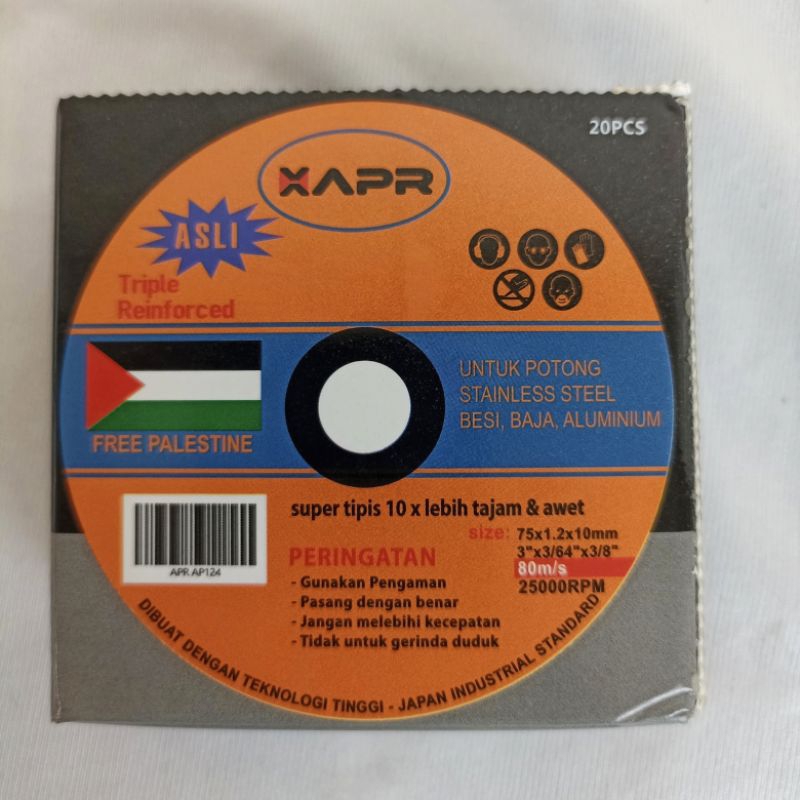 20PCS
XAPR
ASLI
Triple
Reinforced
FREE PALESTINE
UNTUK POTONG
STAINLESS STEEL
BESI, BAJA, ALUMINIUM
super tipis 10 x lebih tajam & awet
size: 75x1.2x10mm
3"x3/64"x3/8"
80m/s
25000RPM
APR AP124
PERINGATAN
- Gunakan Pengaman
- Pasang dengan benar
- Jangan melebihi kecepatan
- Tidak untuk gerinda duduk
DIBUAT DENGAN TEKNOLOGI TINGGI - JAPAN INDUSTRIAL STANDARD